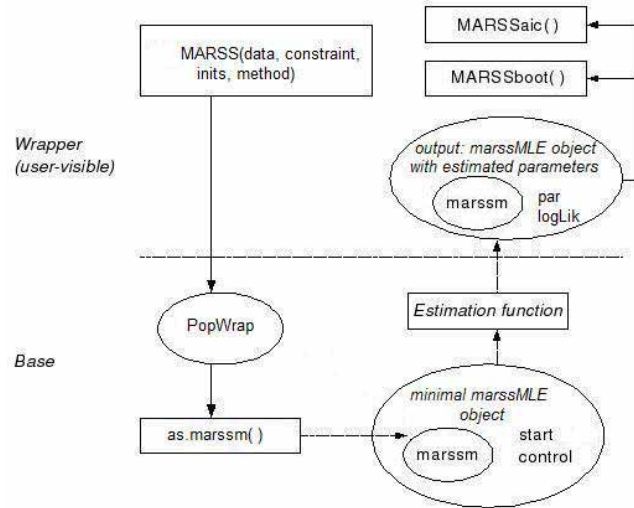 MARSS(data, constraint,
inits, method)
MARSSaic( )
MARSSboot( )
Wrapper
(user-visible)
output: marssMLE object
with estimated parameters
marssm
par
logLik
PopWrap
Estimation function
Base
minimal marssMLE
object
as.marssm( )
marssm
start
control